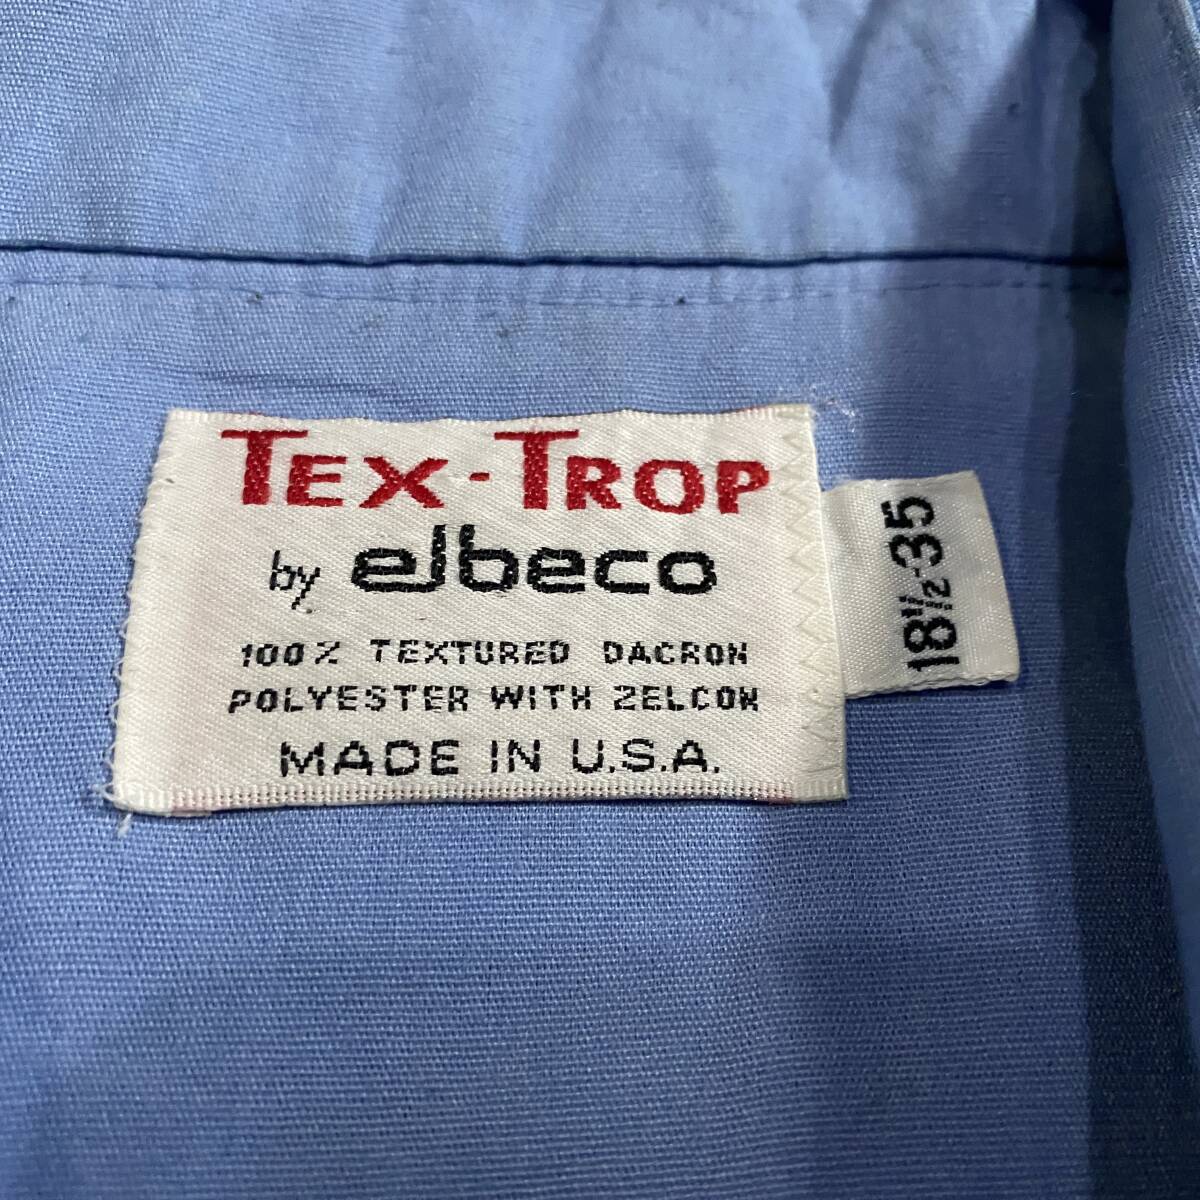 TEX-TROP
by elbeco
100% TEXTURED DACRON
POLYESTER WITH ZELCON
MADE IN U.S.A.
18½-35